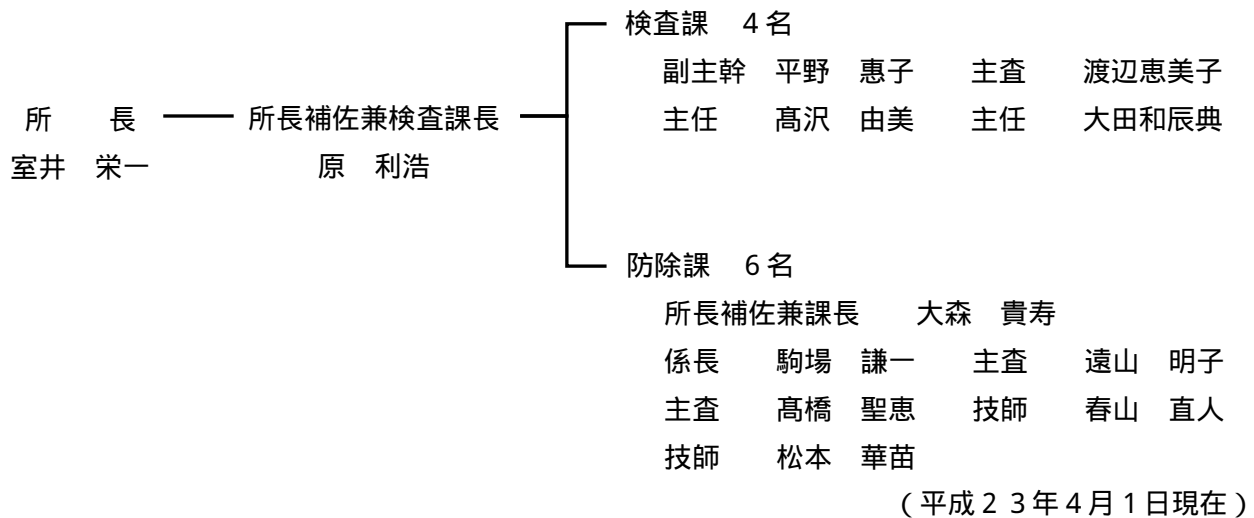 検査課 4名
副主幹 平野 惠子 主査 渡辺恵美子
所 長 所長補佐兼検査課長
主任 髙沢 由美 主任 大田和辰典
室井 栄一 原 利浩
防除課 6名
所長補佐兼課長 大森 貴寿
係長 駒場 謙一 主査 遠山 明子
主査 髙橋 聖恵 技師 春山 直人
技師 松本 華苗
(平成23年4月1日現在)